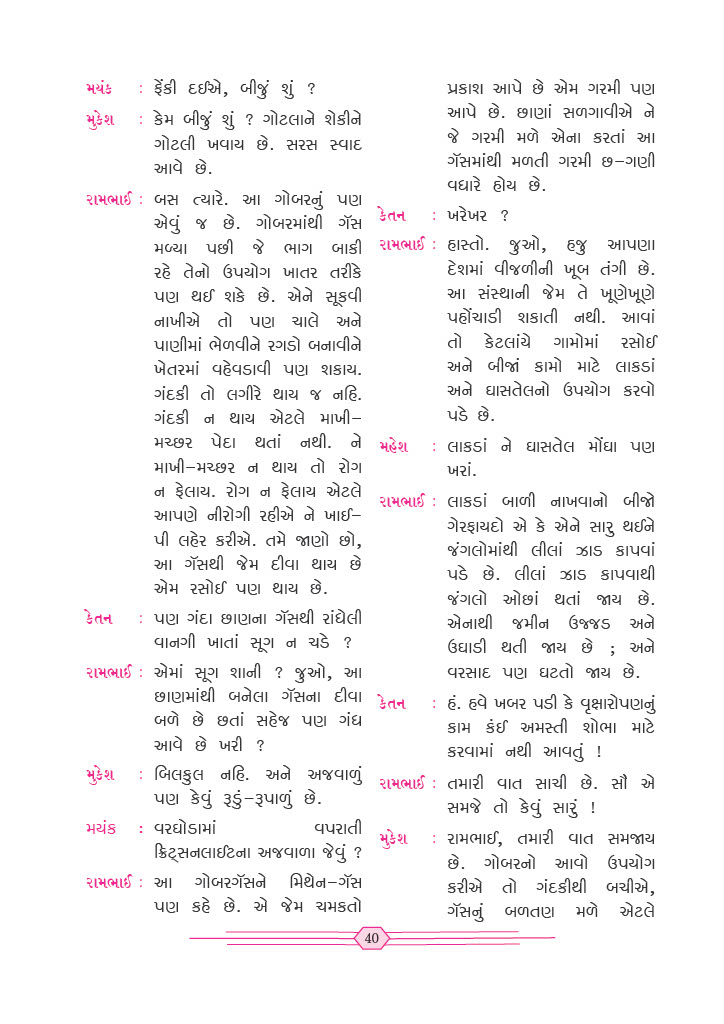 મયંક : ફેંકી દઈએ, બીજું શું ?
મુકેશ : કેમ બીજું શું ? ગોટલાને શેકીને
ગોટલી ખવાય છે. સરસ સ્વાદ
આવે છે.
રામભાઈ : બસ ત્યારે. આ ગોબરનું પણ
એવું જ છે. ગોબરમાંથી ગૅસ
મળ્યા પછી જે ભાગ બાકી
રહે તેનો ઉપયોગ ખાતર તરીકે
પણ થઈ શકે છે. એને સૂકવી
નાખીએ તો પણ ચાલે અને
પાણીમાં ભેળવીને રગડો બનાવીને
ખેતરમાં વહેવડાવી પણ શકાય.
ગંદકી તો લગીરે થાય જ નહિ.
ગંદકી ન થાય એટલે માખી–
મચ્છર પેદા થતાં નથી. ને
માખી–મચ્છર ન થાય તો રોગ
ન ફેલાય. રોગ ન ફેલાય એટલે
આપણે નીરોગી રહીએ ને ખાઈ–
પી લહેર કરીએ. તમે જાણો છો,
આ ગૅસથી જેમ દીવા થાય છે
એમ રસોઈ પણ થાય છે.
કેતન : પણ ગંદા છાણના ગૅસથી રાંધેલી
વાનગી ખાતાં સૂગ ન ચડે ?
રામભાઈ : એમાં સૂગ શાની ? જુઓ, આ
છાણમાંથી બનેલા ગૅસના દીવા
બળે છે છતાં સહેજ પણ ગંધ
આવે છે ખરી ?
મુકેશ : બિલકુલ નહિ. અને અજવાળું
પણ કેવું રૂડું–રૂપાળું છે.
મયંક : વરઘોડામાં વપરાતી
કિટ્સનલાઈટના અજવાળા જેવું ?
રામભાઈ : આ ગોબરગૅસને મિથેન–ગૅસ
પણ કહે છે. એ જેમ ચમકતો
પ્રકાશ આપે છે એમ ગરમી પણ
આપે છે. છાણાં સળગાવીએ ને
જે ગરમી મળે એના કરતાં આ
ગૅસમાંથી મળતી ગરમી છ–ગણી
વધારે હોય છે.
કેતન : ખરેખર ?
રામભાઈ : હાસ્તો. જુઓ, હજુ આપણા
દેશમાં વીજળીની ખૂબ તંગી છે.
આ સંસ્થાની જેમ તે ખૂણેખૂણે
પહોંચાડી શકાતી નથી. આવાં
તો કેટલાંયે ગામોમાં રસોઈ
અને બીજાં કામો માટે લાકડાં
અને ઘાસતેલનો ઉપયોગ કરવો
પડે છે.
મહેશ : લાકડાં ને ઘાસતેલ મોંઘા પણ
ખરાં.
રામભાઈ : લાકડાં બાળી નાખવાનો બીજો
ગેરફાયદો એ કે એને સારુ થઈને
જંગલોમાંથી લીલાં ઝાડ કાપવાં
પડે છે. લીલાં ઝાડ કાપવાથી
જંગલો ઓછાં થતાં જાય છે.
એનાથી જમીન ઉજ્જડ અને
ઉઘાડી થતી જાય છે ; અને
વરસાદ પણ ઘટતો જાય છે.
કેતન : હં. હવે ખબર પડી કે વૃક્ષારોપણનું
કામ કંઈ અમસ્તી શોભા માટે
કરવામાં નથી આવતું !
રામભાઈ : તમારી વાત સાચી છે. સૌ એ
સમજે તો કેવું સારું !
મુકેશ : રામભાઈ, તમારી વાત સમજાય
છે. ગોબરનો આવો ઉપયોગ
કરીએ તો ગંદકીથી બચીએ,
ગૅસનું બળતણ મળે એટલે
40